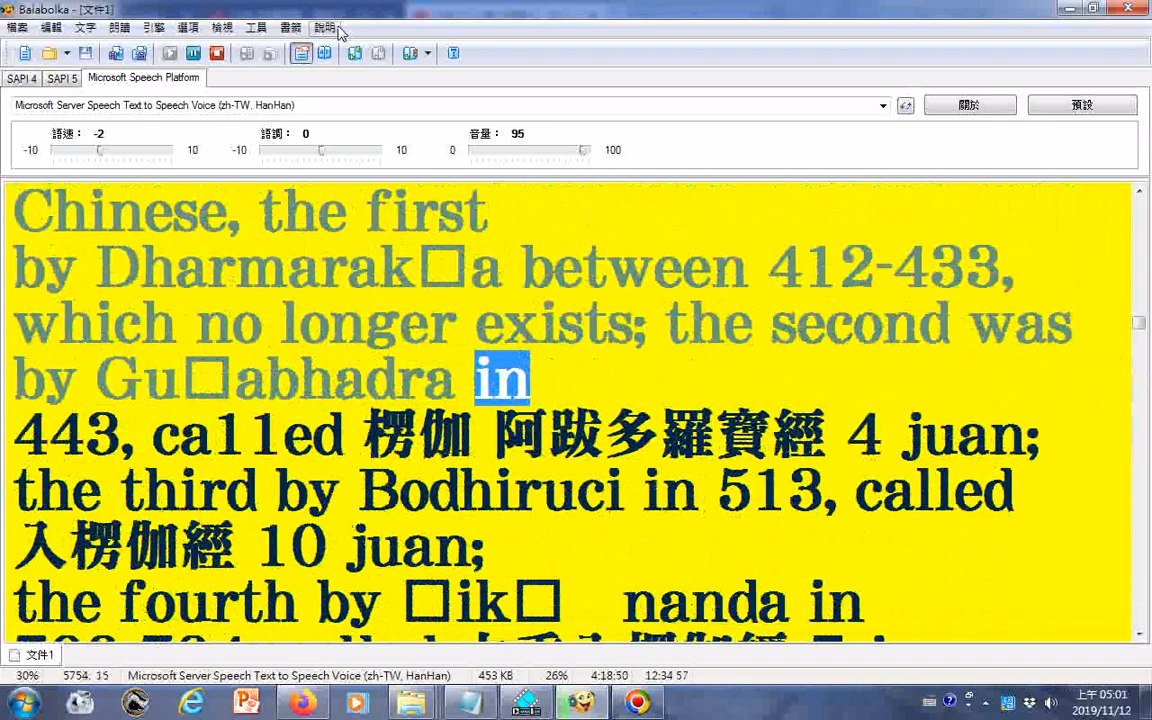 Balabolka - [文件1]
檔案 編輯 文字 朗讀 引擎 選項 檢視 工具 書籤 說明
SAPI 4 SAPI 5 Microsoft Speech Platform
Microsoft Server Speech Text to Speech Voice (zh-TW, HanHan) 關於 預設
語速： -2 語調： 0 音量： 95
-10 10 -10 10 0 100
Chinese, the first
by Dharmarak□a between 412-433,
which no longer exists; the second was
by Gu□abhadra in
443, ca11ed 楞伽 阿跋多羅寶經 4 juan;
the third by Bodhiruci in 513, called
入楞伽經 10 juan;
the fourth by □ik□ nanda in
文件1
30% 5754, 15 Microsoft Server Speech Text to Speech Voice (zh-TW, HanHan) 453 KB 26% 4:18:50 12:34 57
上午 05:01
2019/11/12